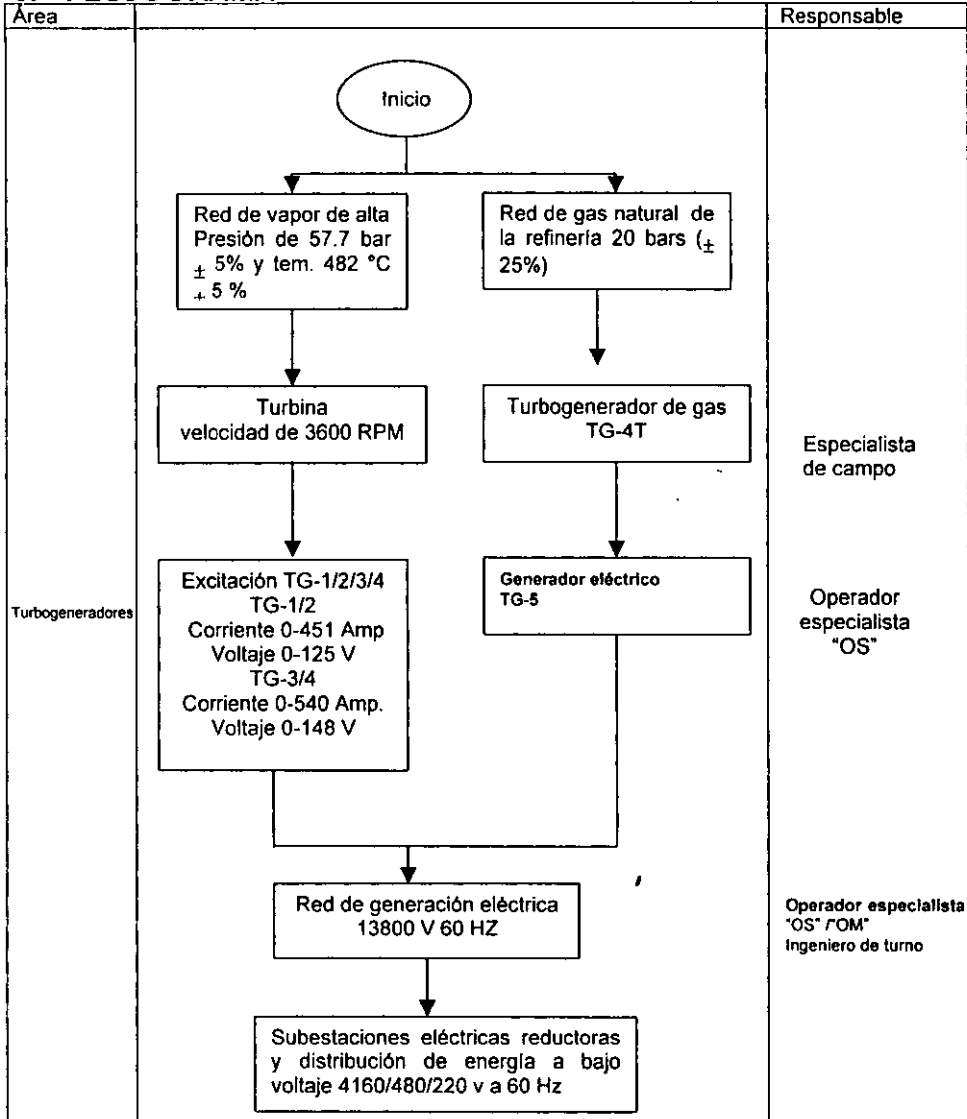 Área
Responsable
Inicio
Red de vapor de alta
Presión de 57.7 bar
± 5% y tem. 482 °C
± 5 %
Red de gas natural de
la refinería 20 bars (±
25%)
Turbina
velocidad de 3600 RPM
Turbogenerador de gas
TG-4T
Especialista
de campo
Turbogeneradores
Excitación TG-1/2/3/4
TG-1/2
Corriente 0-451 Amp
Voltaje 0-125 V
TG-3/4
Corriente 0-540 Amp.
Voltaje 0-148 V
Generador eléctrico
TG-5
Operador
especialista
"OS"
Red de generación eléctrica
13800 V 60 HZ
Operador especialista
"OS" /"OM"
Ingeniero de turno
Subestaciones eléctricas reductoras
y distribución de energía a bajo
voltaje 4160/480/220 v a 60 Hz